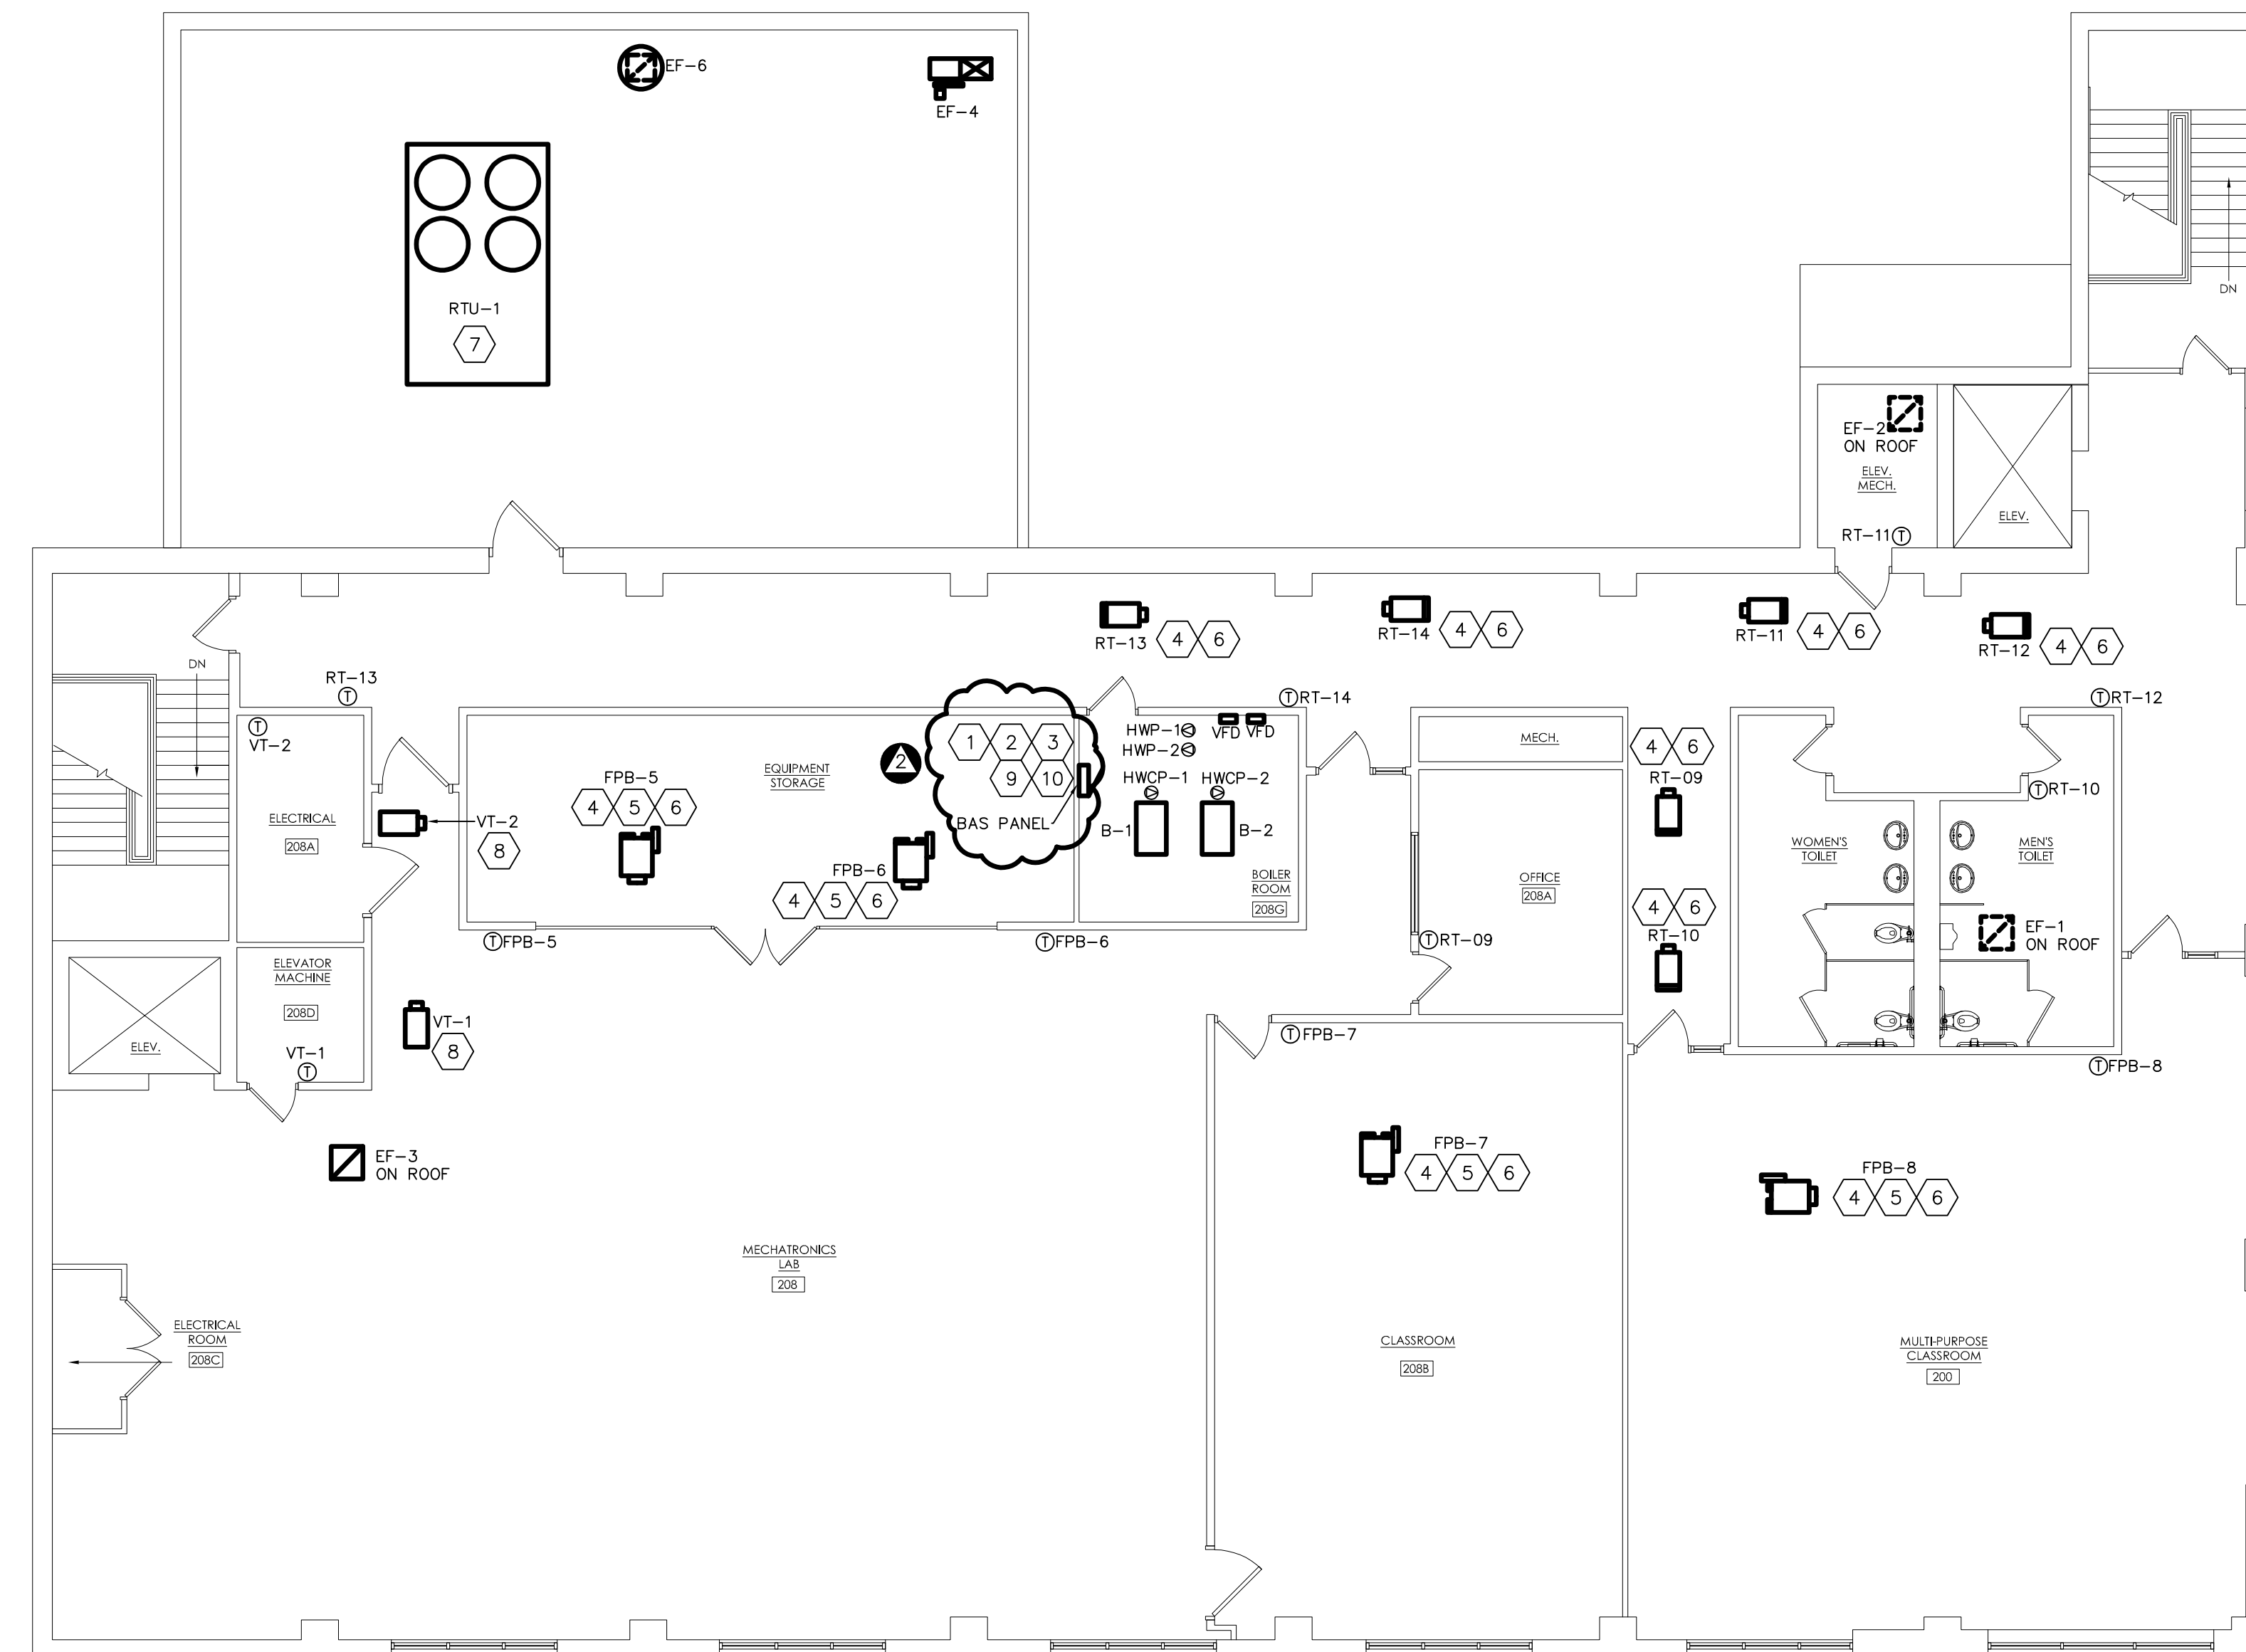 EF-6
EF-4
RTU-1
7
DN
EF-2
ON ROOF
ELEV.
MECH.
ELEV.
RT-11 T
RT-13
4 6
RT-14
4 6
RT-11
4 6
RT-12
4 6
DN
RT-13
T
T
VT-2
T RT-14
T RT-12
1 2 3
9 10
2
BAS PANEL
HWP-1
HWP-2
VFD VFD
HWCP-1 HWCP-2
B-1
B-2
BOILER
ROOM
208G
MECH.
4 6
RT-09
T RT-10
EQUIPMENT
STORAGE
FPB-5
4 5 6
FPB-6
4 5 6
VT-2
8
ELECTRICAL
208A
WOMEN'S
TOILET
MEN'S
TOILET
OFFICE
208A
4 6
RT-10
EF-1
ON ROOF
T FPB-5
T FPB-6
T RT-09
ELEVATOR
MACHINE
208D
ELEV.
VT-1
8
VT-1
T
T FPB-7
T FPB-8
EF-3
ON ROOF
FPB-7
4 5 6
FPB-8
4 5 6
MECHATRONICS
LAB
208
ELECTRICAL
ROOM
208C
CLASSROOM
208B
MULTI-PURPOSE
CLASSROOM
200